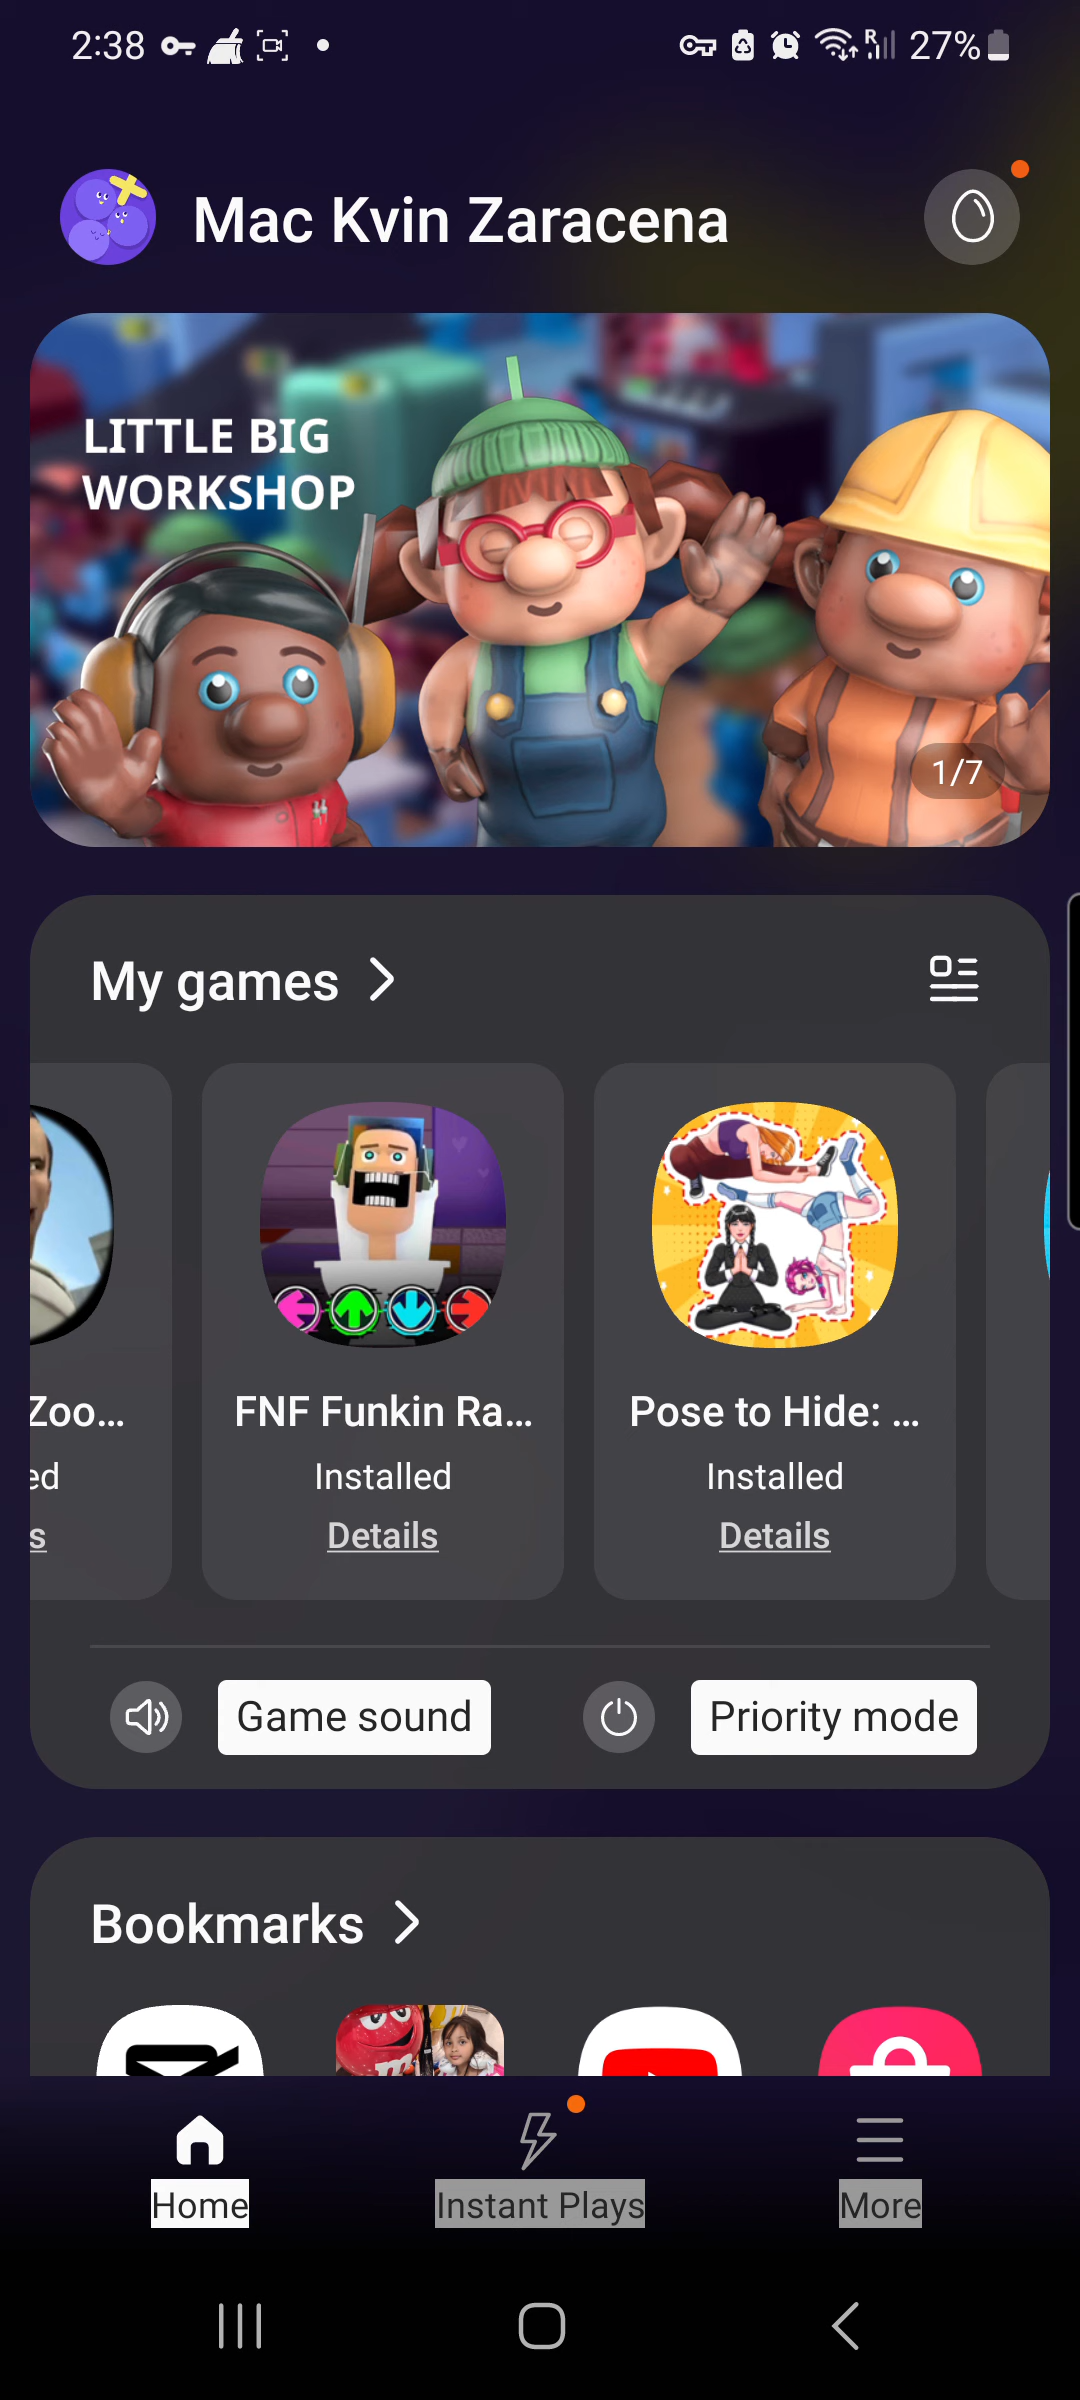 2:38
R
27%
Mac Kvin Zaracena
LITTLE BIG
WORKSHOP
1/7
My games
Zoo...
FNF Funkin Ra...
Pose to Hide: ...
ed
Installed
Installed
s
Details
Details
Game sound
Priority mode
Bookmarks
m
Home
Instant Plays
More